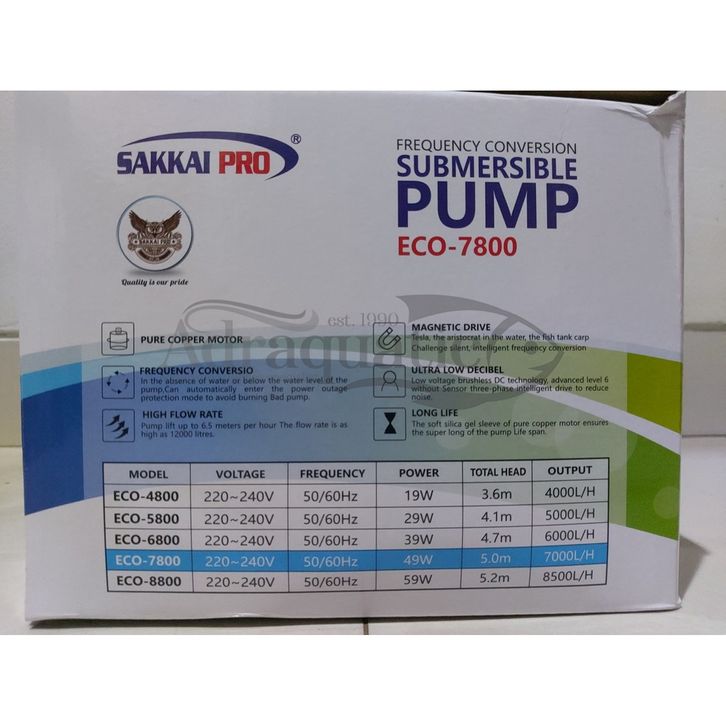 SAKKAI PRO ®
SAKKAI PRO
Quality is our pride
FREQUENCY CONVERSION
SUBMERSIBLE
PUMP
ECO-7800
est. 1990
PURE COPPER MOTOR
FREQUENCY CONVERSIO
In the absence of water or below the water level of the
pump,Can automatically enter the power outage
protection mode to avoid burning Bad pump.
HIGH FLOW RATE
Pump lift up to 6.5 meters per hour The flow rate is as
high as 12000 litres.
MAGNETIC DRIVE
Tesla, the aristocrat in the water, the fish tank carp
Challenge silent, intelligent frequency conversion
ULTRA LOW DECIBEL
Low voltage brushless DC technology, advanced level 6
without Sensor three-phase intelligent drive to reduce
noise.
LONG LIFE
The soft silica gel sleeve of pure copper motor ensures
the super long of the pump Life span.
MODEL VOLTAGE FREQUENCY POWER TOTAL HEAD OUTPUT
ECO-4800 220~240V 50/60Hz 19W 3.6m 4000L/H
ECO-5800 220~240V 50/60Hz 29W 4.1m 5000L/H
ECO-6800 220~240V 50/60Hz 39W 4.7m 6000L/H
ECO-7800 220~240V 50/60Hz 49W 5.0m 7000L/H
ECO-8800 220~240V 50/60Hz 59W 5.2m 8500L/H